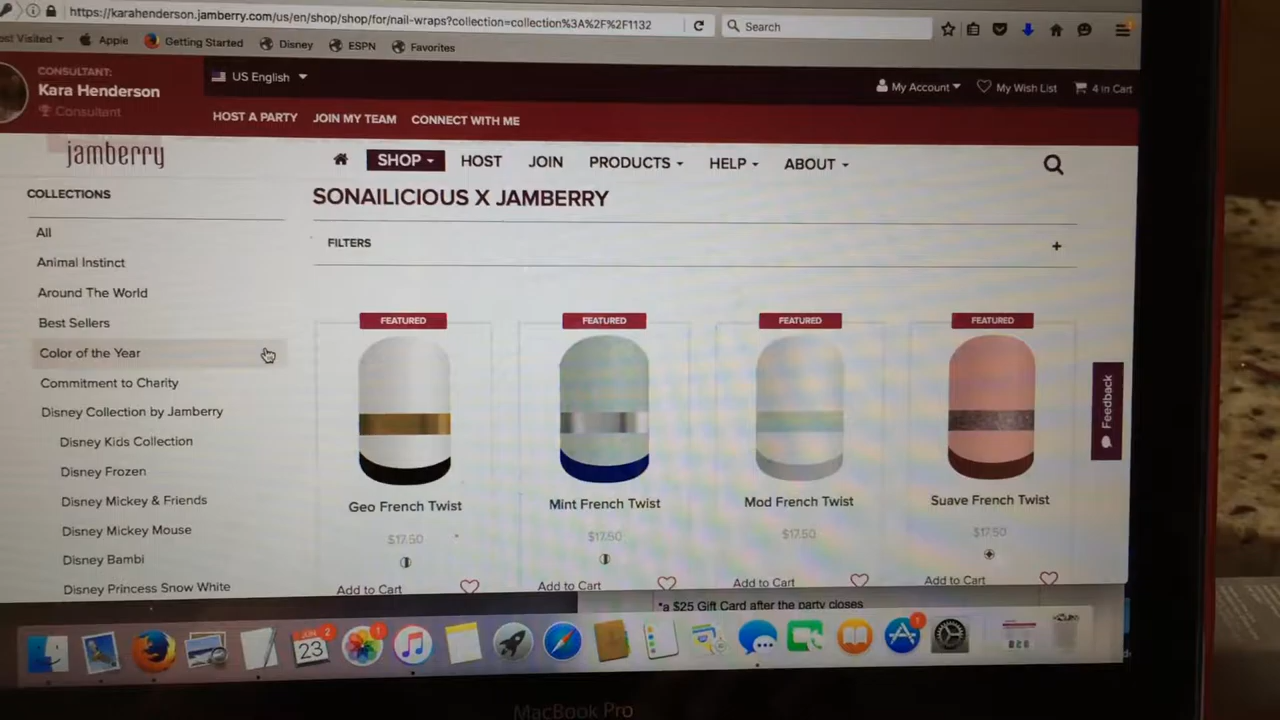 https://karahenderson.jamberry.com/us/en/shop/shop/for/nail-wraps?collection=collection%3A%2F%2F1132
Search
Visited
Apple
Getting Started
Disney
ESPN
Favorites
CONSULTANT:
Kara Henderson
Consultant
US English
My Account
My Wish List
4 in Cart
HOST A PARTY
JOIN MY TEAM
CONNECT WITH ME
jamberry
SHOP
HOST
JOIN
PRODUCTS
HELP
ABOUT
COLLECTIONS
All
Animal Instinct
Around The World
Best Sellers
Color of the Year
Commitment to Charity
Disney Collection by Jamberry
Disney Kids Collection
Disney Frozen
Disney Mickey & Friends
Disney Mickey Mouse
Disney Bambi
Disney Princess Snow White
SONAILICIOUS X JAMBERRY
FILTERS
+
FEATURED
FEATURED
FEATURED
FEATURED
Geo French Twist
Mint French Twist
Mod French Twist
Suave French Twist
$17.50
$17.50
$17.50
$17.50
Add to Cart
Add to Cart
Add to Cart
Add to Cart
Feedback
*a $25 Gift Card after the party closes
JUN
23
2
1
1
MacBook Pro